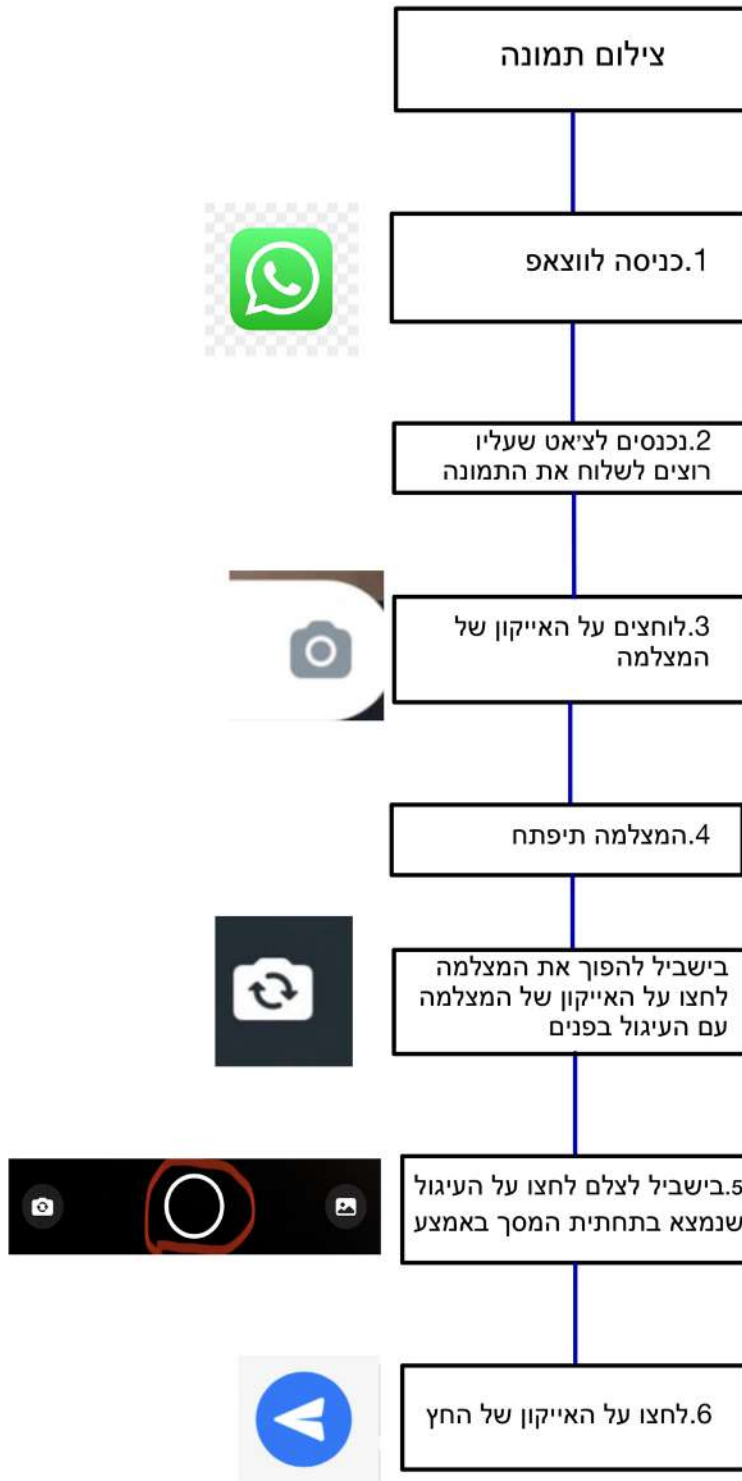 צילום תמונה
1.כניסה לווצאפ
2.נכנסים לצ׳אט שעליו
רוצים לשלוח את התמונה
3.לוחצים על האייקון של
המצלמה
4.המצלמה תיפתח
בישביל להפוך את המצלמה
לחצו על האייקון של המצלמה
עם העיגול בפנים
5.בישביל לצלם לחצו על העיגול
שנמצא בתחתית המסך באמצע
6.לחצו על האייקון של החץ